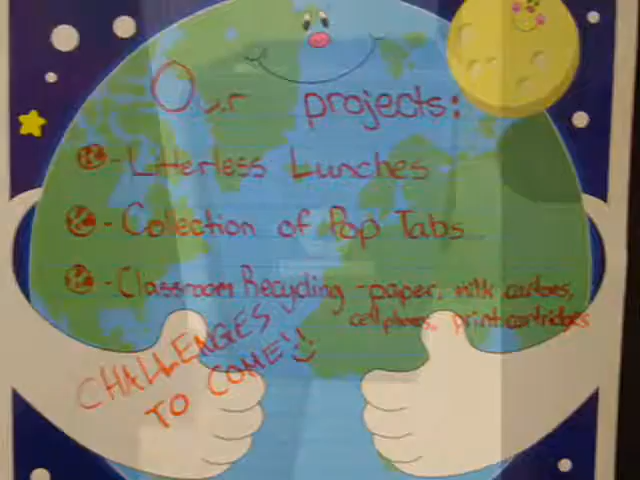 Our projects:
- Litterless Lunches
- Collection of Pop Tabs
- Classroom Recycling - paper, milk cartons,
cell phones, print cartridges
CHALLENGES
TO COME!